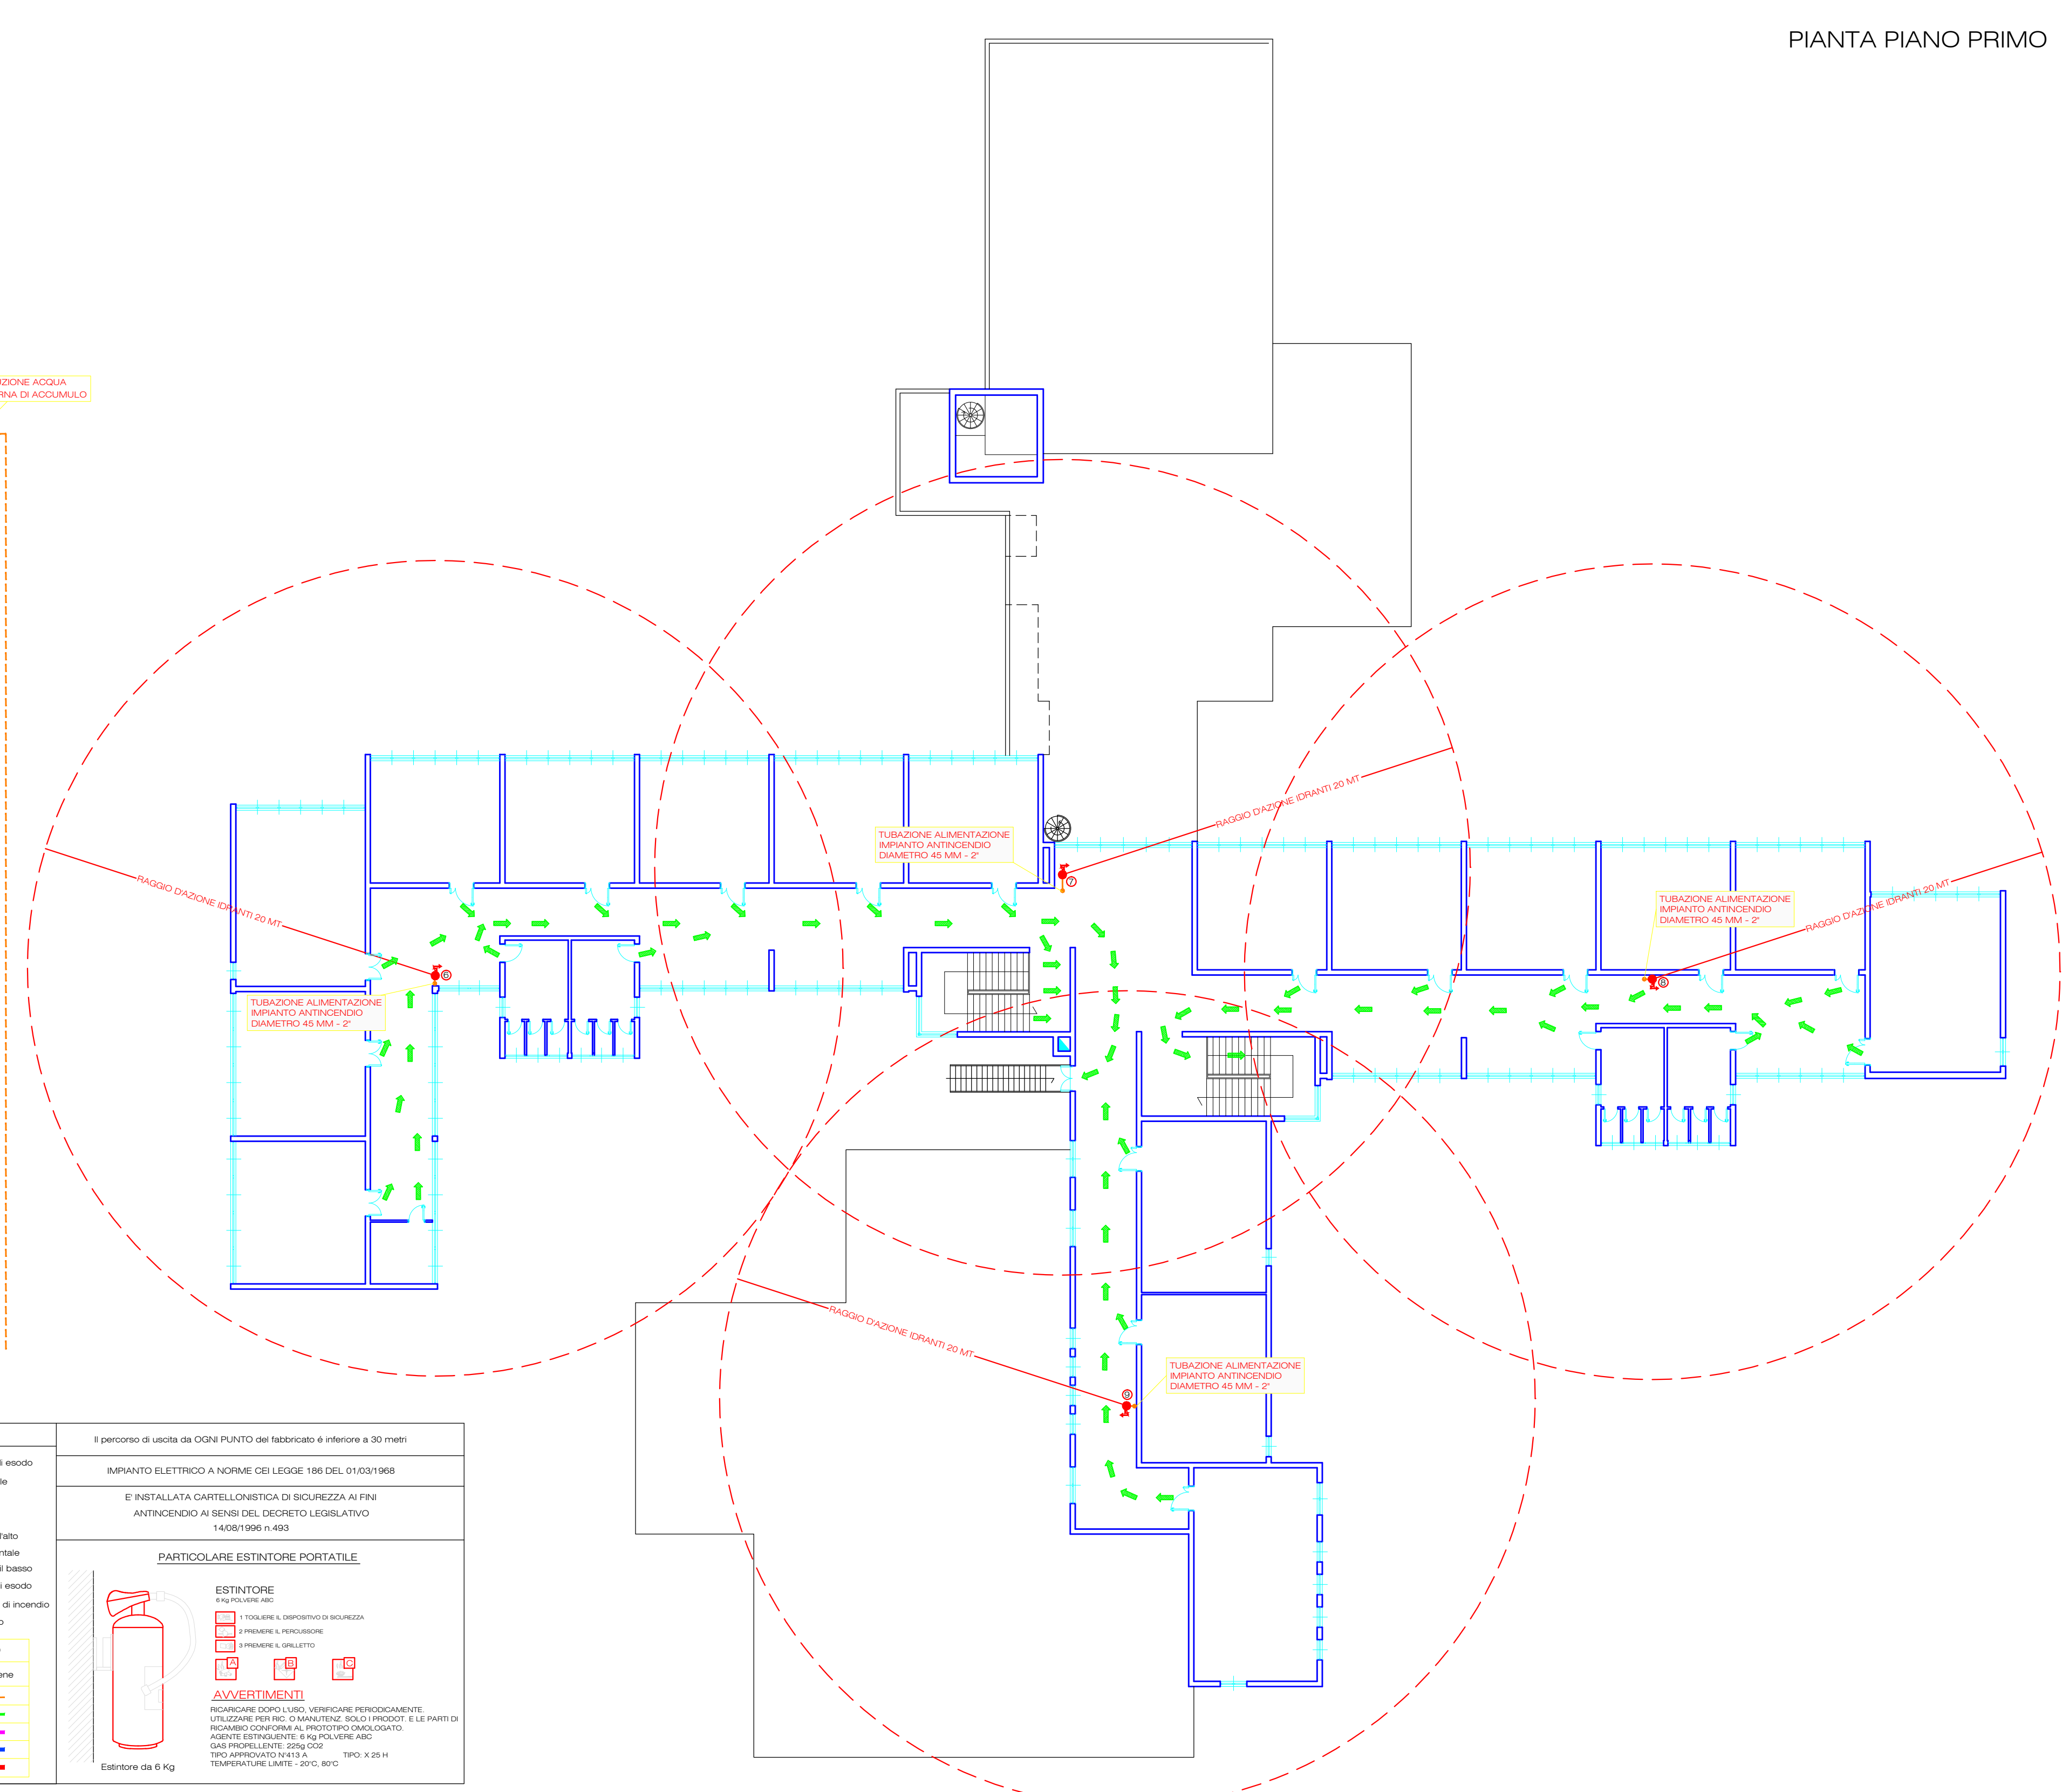 PIANTA PIANO PRIMO
UZIONE ACQUA
RNA DI ACCUMULO
RAGGIO D'AZIONE IDRANTI 20 MT
TUBAZIONE ALIMENTAZIONE
IMPIANTO ANTINCENDIO
DIAMETRO 45 MM - 2"
7
RAGGIO D'AZIONE IDRANTI 20 MT
6
TUBAZIONE ALIMENTAZIONE
IMPIANTO ANTINCENDIO
DIAMETRO 45 MM - 2"
TUBAZIONE ALIMENTAZIONE
IMPIANTO ANTINCENDIO
DIAMETRO 45 MM - 2"
RAGGIO D'AZIONE IDRANTI 20 MT
8
RAGGIO D'AZIONE IDRANTI 20 MT
9
TUBAZIONE ALIMENTAZIONE
IMPIANTO ANTINCENDIO
DIAMETRO 45 MM - 2"
i esodo
le
l'alto
ntale
il basso
i esodo
di incendio
o
ene
Il percorso di uscita da OGNI PUNTO del fabbricato é inferiore a 30 metri
IMPIANTO ELETTRICO A NORME CEI LEGGE 186 DEL 01/03/1968
E' INSTALLATA CARTELLONISTICA DI SICUREZZA AI FINI
ANTINCENDIO AI SENSI DEL DECRETO LEGISLATIVO
14/08/1996 n.493
PARTICOLARE ESTINTORE PORTATILE
ESTINTORE
6 Kg POLVERE ABC
1 TOGLIERE IL DISPOSITIVO DI SICUREZZA
2 PREMERE IL PERCUSSORE
3 PREMERE IL GRILLETTO
A B C
AVVERTIMENTI
RICARICARE DOPO L'USO, VERIFICARE PERIODICAMENTE.
UTILIZZARE PER RIC. O MANUTENZ. SOLO I PRODOT. E LE PARTI DI
RICAMBIO CONFORMI AL PROTOTIPO OMOLOGATO.
AGENTE ESTINGUENTE: 6 Kg POLVERE ABC
GAS PROPELLENTE: 225g CO2
TIPO APPROVATO N°413 A TIPO: X 25 H
TEMPERATURE LIMITE - 20°C, 80°C
Estintore da 6 Kg